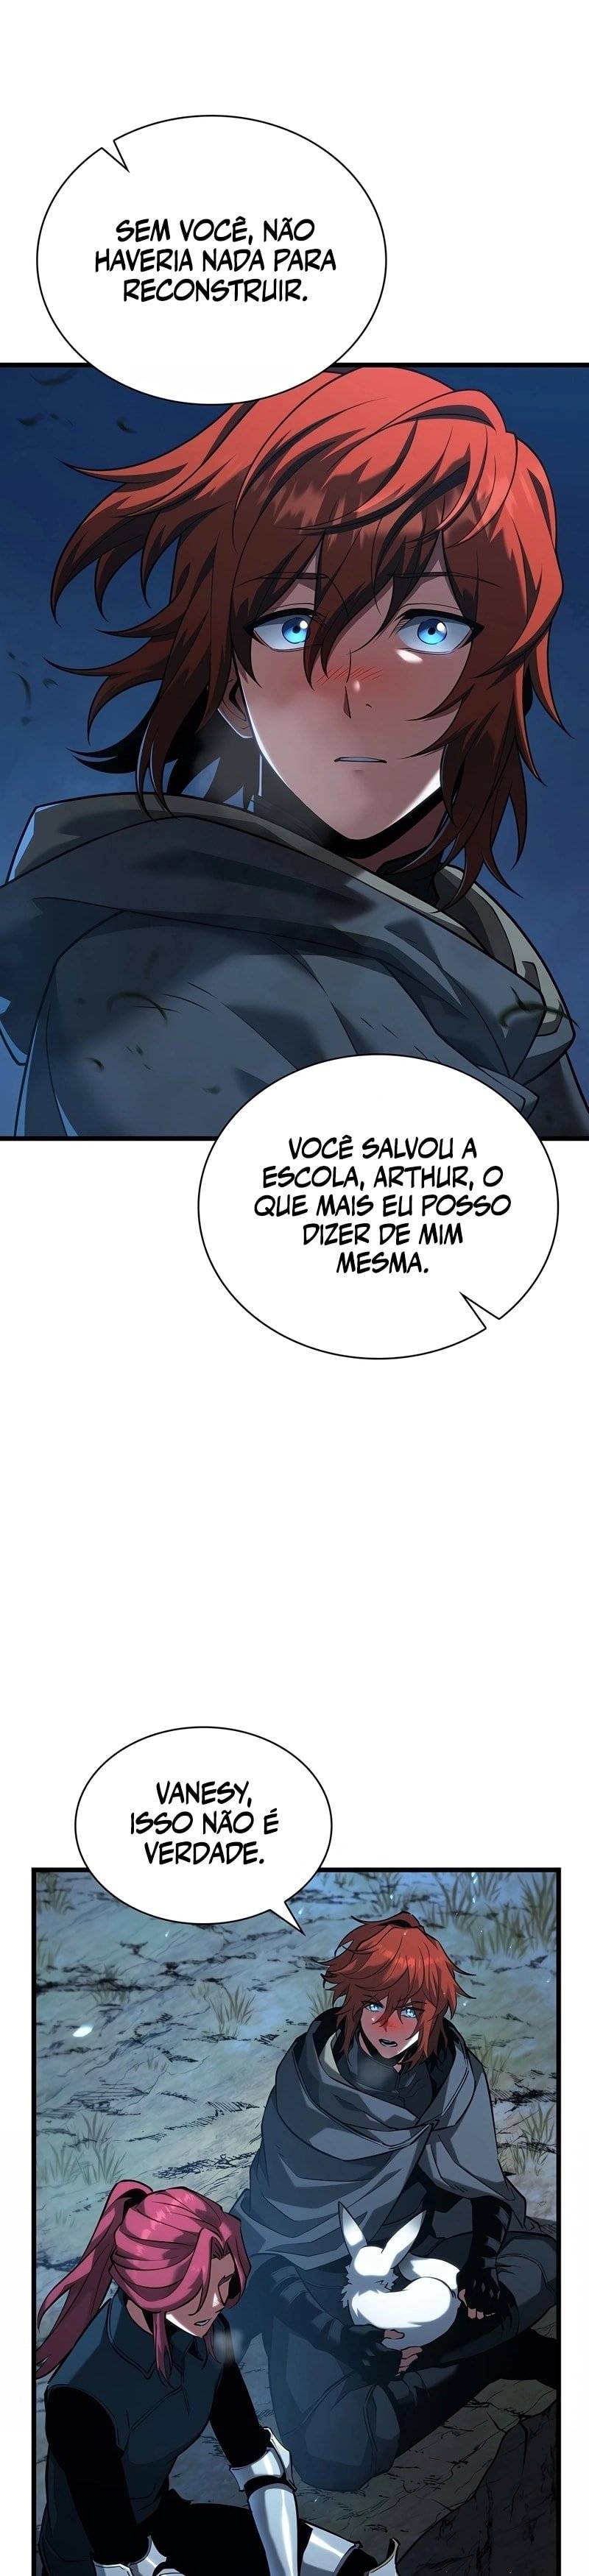 SEM VOCÊ, NÃO
HAVERIA NADA PARA
RECONSTRUIR.
VOCÊ SALVOU A
ESCOLA, ARTHUR, O
QUE MAIS EU POSSO
DIZER DE MIM
MESMA.
VANESY,
ISSO NÃO É
VERDADE.